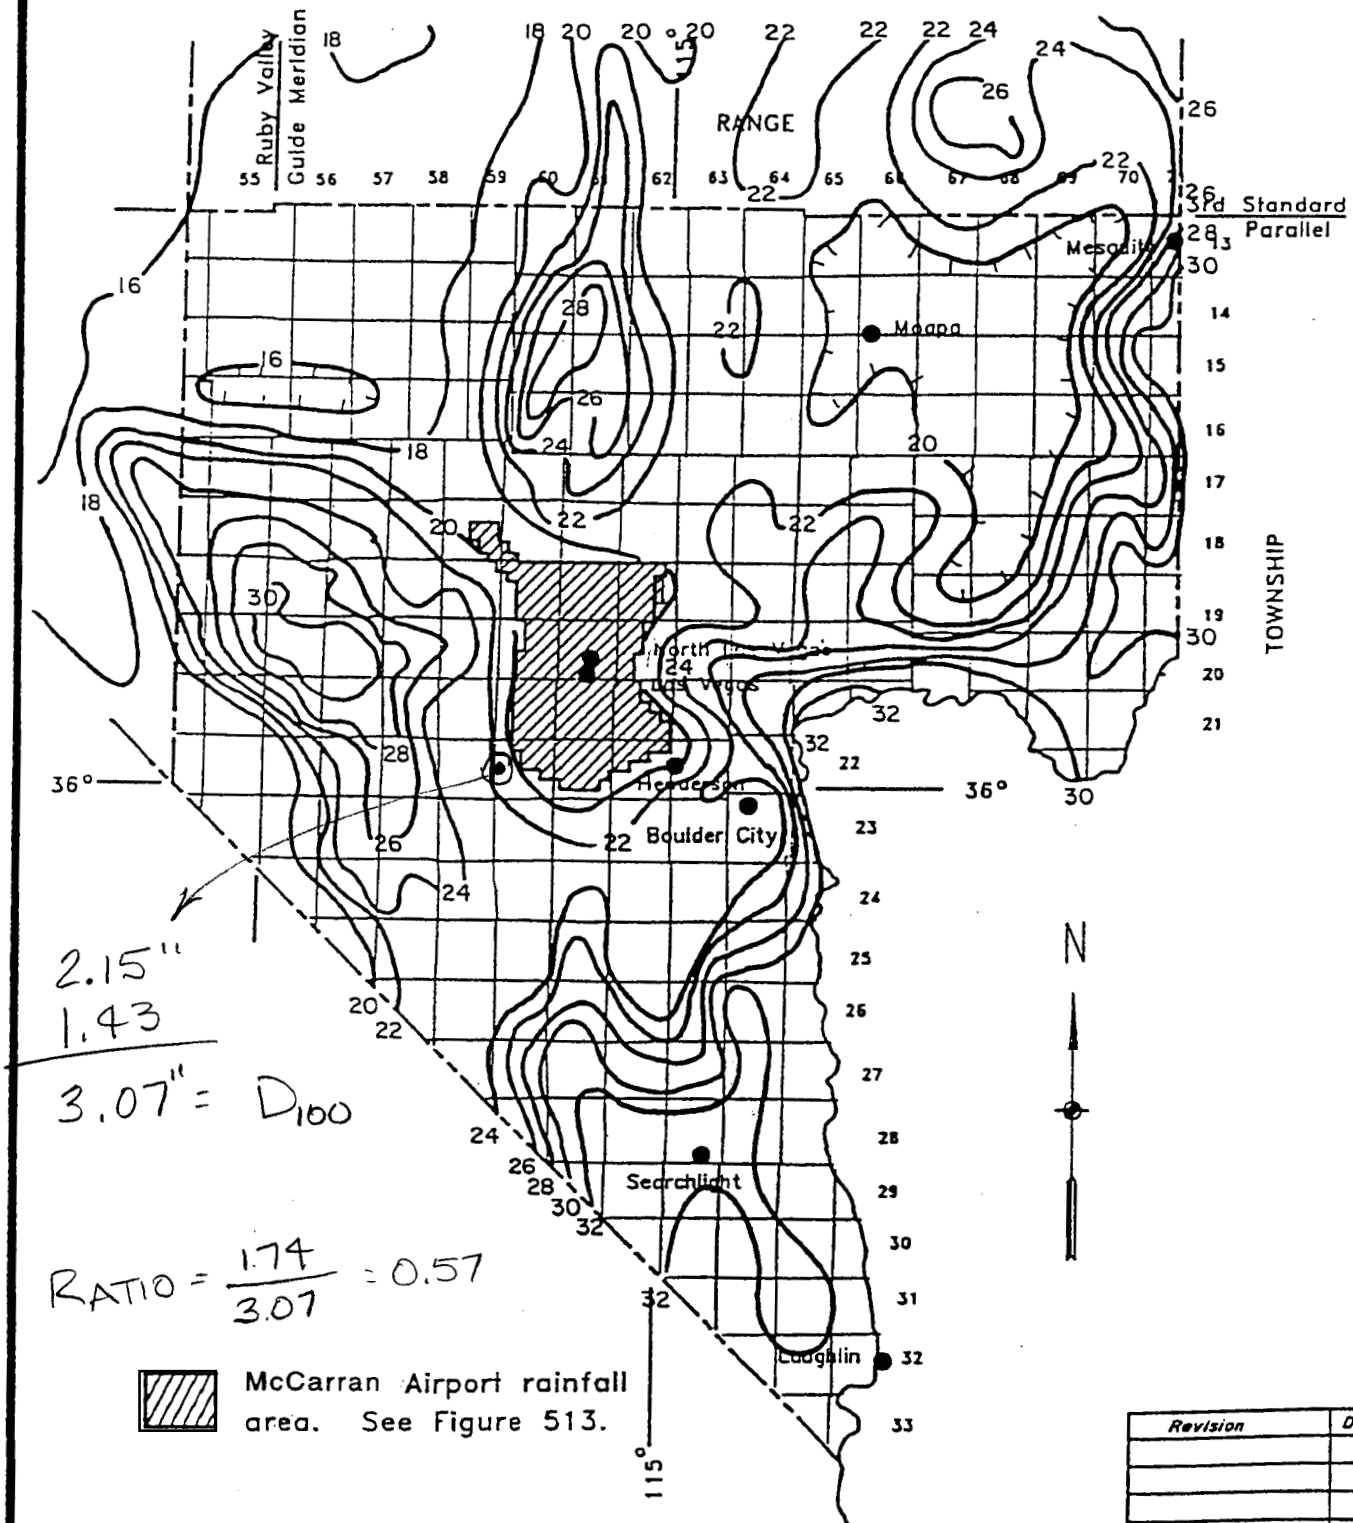 18 20 20 20 22 22 22 24 24
18
Ruby Valley
Guide Meridian
115°
26
RANGE
26
22
55 56 57 58 59 60 62 63 64 65 66 67 68 69 70
22
26
3rd Standard
Parallel
28 13
Mesquite
30
16
28
14
22
Moapa
16
15
26
18
24
20
16
18
17
20
22
22
18
TOWNSHIP
30
19
30
North Las Vegas
24
20
Las Vegas
32
21
28
32
22
36°
Henderson
36°
30
26
22
Boulder City
23
24
24
2.15"
1.43
3.07" = D100
N
25
20
26
22
27
24
28
26
Searchlight
28
29
30
32
30
RATIO = 1.74 / 3.07 = 0.57
32
31
Laughlin
32
McCarran Airport rainfall
area. See Figure 513.
33
115°
Revision D